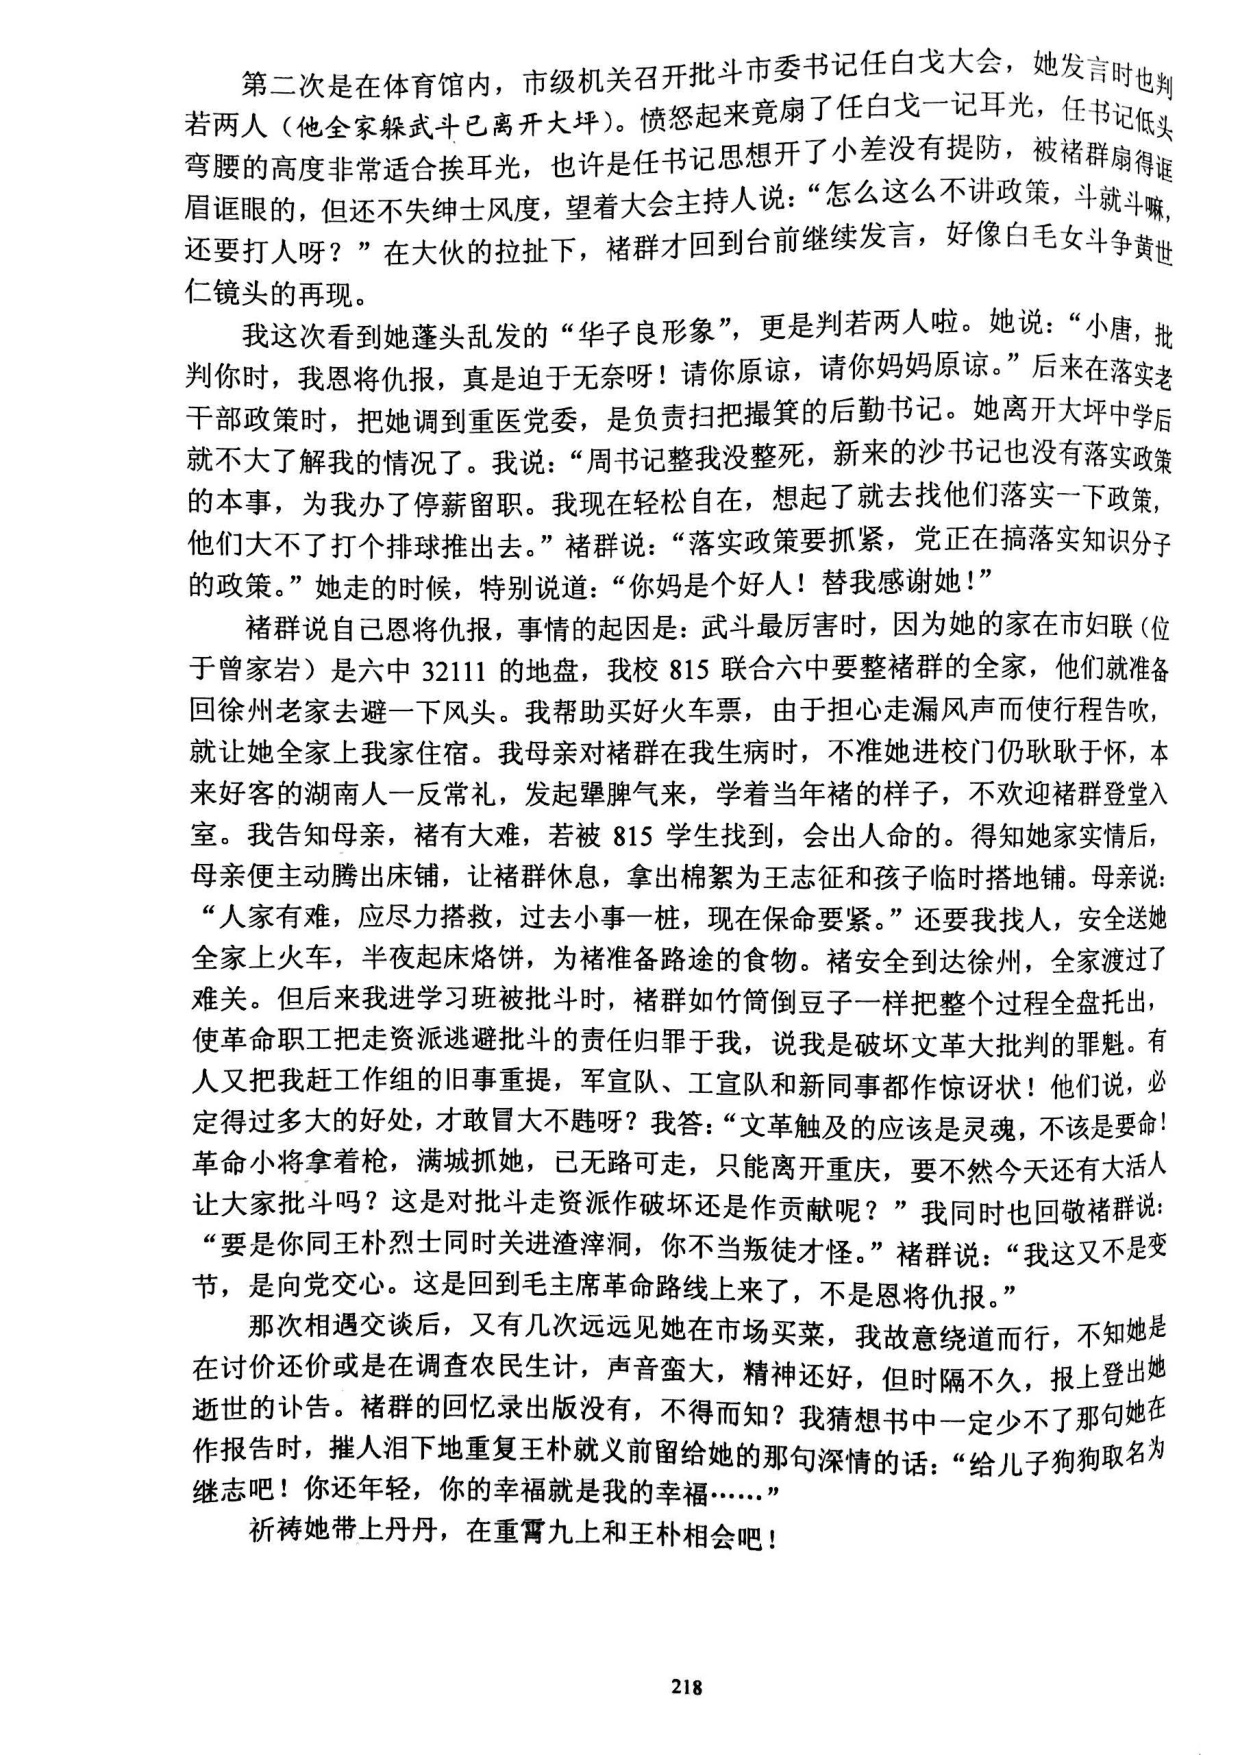 第二次是在体育馆内，市级机关召开批斗市委书记任白戈大会，她发言时也判
若两人（他全家躲武斗已离开大坪）。愤怒起来竟扇了任白戈一记耳光，任书记低头
弯腰的高度非常适合挨耳光，也许是任书记思想开了小差没有提防，被褚群扇得诓
眉诓眼的，但还不失绅士风度，望着大会主持人说：“怎么这么不讲政策，斗就斗嘛，
还要打人呀？”在大伙的拉扯下，褚群才回到台前继续发言，好像白毛女斗争黄世
仁镜头的再现。
我这次看到她蓬头乱发的“华子良形象”，更是判若两人啦。她说：“小唐，批
判你时，我恩将仇报，真是迫于无奈呀！请你原谅，请你妈妈原谅。”后来在落实老
干部政策时，把她调到重医党委，是负责扫把撮箕的后勤书记。她离开大坪中学后
就不大了解我的情况了。我说：“周书记整我没整死，新来的沙书记也没有落实政策
的本事，为我办了停薪留职。我现在轻松自在，想起了就去找他们落实一下政策，
他们大不了打个排球推出去。”褚群说：“落实政策要抓紧，党正在搞落实知识分子
的政策。”她走的时候，特别说道：“你妈是个好人！替我感谢她！”
褚群说自己恩将仇报，事情的起因是：武斗最厉害时，因为她的家在市妇联（位
于曾家岩）是六中 32111 的地盘，我校 815 联合六中要整褚群的全家，他们就准备
回徐州老家去避一下风头。我帮助买好火车票，由于担心走漏风声而使行程告吹，
就让她全家上我家住宿。我母亲对褚群在我生病时，不准她进校门仍耿耿于怀，本
来好客的湖南人一反常礼，发起犟脾气来，学着当年褚的样子，不欢迎褚群登堂入
室。我告知母亲，褚有大难，若被 815 学生找到，会出人命的。得知她家实情后，
母亲便主动腾出床铺，让褚群休息，拿出棉絮为王志征和孩子临时搭地铺。母亲说：
“人家有难，应尽力搭救，过去小事一桩，现在保命要紧。”还要我找人，安全送她
全家上火车，半夜起床烙饼，为褚准备路途的食物。褚安全到达徐州，全家渡过了
难关。但后来我进学习班被批斗时，褚群如竹筒倒豆子一样把整个过程全盘托出，
使革命职工把走资派逃避批斗的责任归罪于我，说我是破坏文革大批判的罪魁。有
人又把我赶工作组的旧事重提，军宣队、工宣队和新同事都作惊讶状！他们说，必
定得过多大的好处，才敢冒大不韪呀？我答：“文革触及的应该是灵魂，不该是要命！
革命小将拿着枪，满城抓她，已无路可走，只能离开重庆，要不然今天还有大活人
让大家批斗吗？这是对批斗走资派作破坏还是作贡献呢？”我同时也回敬褚群说：
“要是你同王朴烈士同时关进渣滓洞，你不当叛徒才怪。”褚群说：“我这又不是变
节，是向党交心。这是回到毛主席革命路线上来了，不是恩将仇报。”
那次相遇交谈后，又有几次远远见她在市场买菜，我故意绕道而行，不知她是
在讨价还价或是在调查农民生计，声音蛮大，精神还好，但时隔不久，报上登出她
逝世的讣告。褚群的回忆录出版没有，不得而知？我猜想书中一定少不了那句她在
作报告时，摧人泪下地重复王朴就义前留给她的那句深情的话：“给儿子狗狗取名为
继志吧！你还年轻，你的幸福就是我的幸福……”
祈祷她带上丹丹，在重霄九上和王朴相会吧！
218